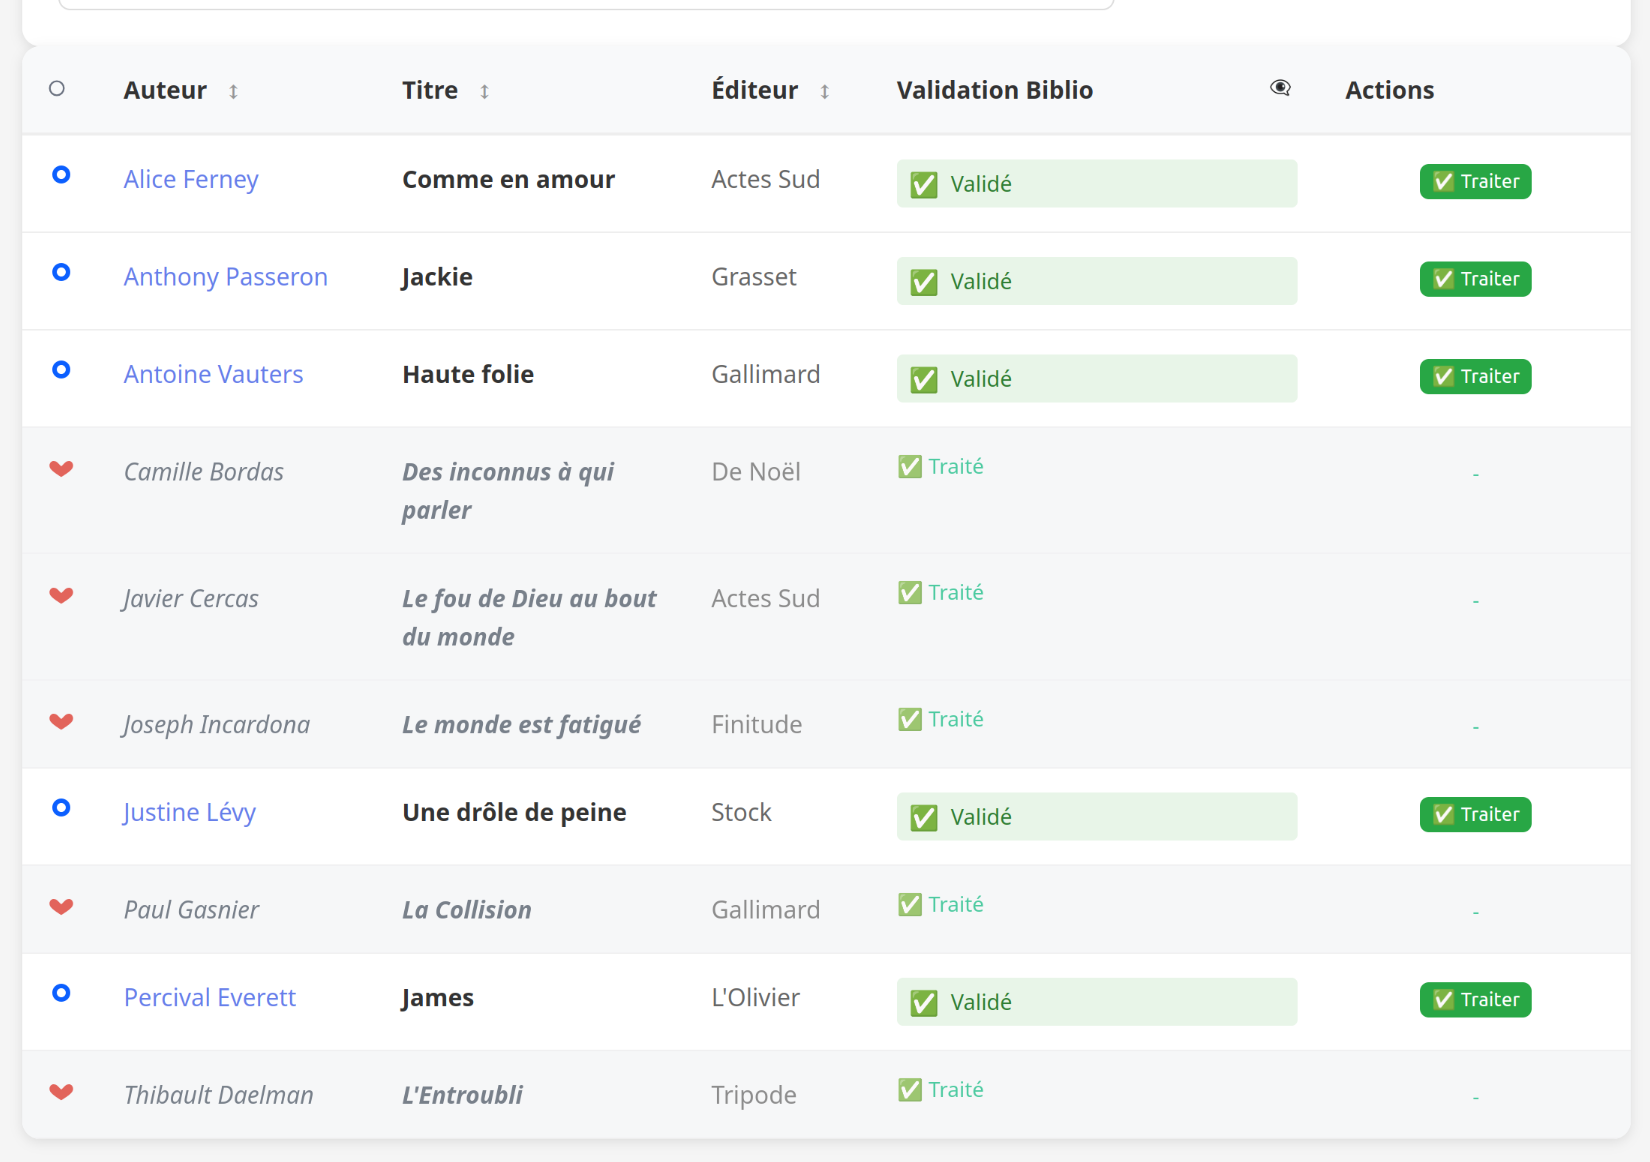 Auteur ↕ Titre ↕ Éditeur ↕ Validation Biblio Actions
Alice Ferney Comme en amour Actes Sud ✅ Validé ✅ Traiter
Anthony Passeron Jackie Grasset ✅ Validé ✅ Traiter
Antoine Vauters Haute folie Gallimard ✅ Validé ✅ Traiter
Camille Bordas Des inconnus à qui De Noël ✅ Traité -
parler
Javier Cercas Le fou de Dieu au bout Actes Sud ✅ Traité -
du monde
Joseph Incardona Le monde est fatigué Finitude ✅ Traité -
Justine Lévy Une drôle de peine Stock ✅ Validé ✅ Traiter
Paul Gasnier La Collision Gallimard ✅ Traité -
Percival Everett James L'Olivier ✅ Validé ✅ Traiter
Thibault Daelman L'Entroubli Tripode ✅ Traité -